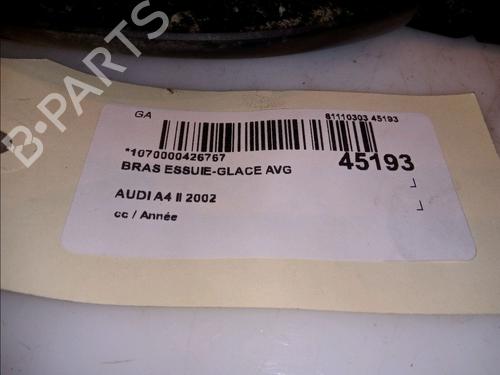 GA
81110303 45193
*1070000426767
45193
BRAS ESSUIE-GLACE AVG
AUDI A4 II 2002
cc / Année
B-PARTS